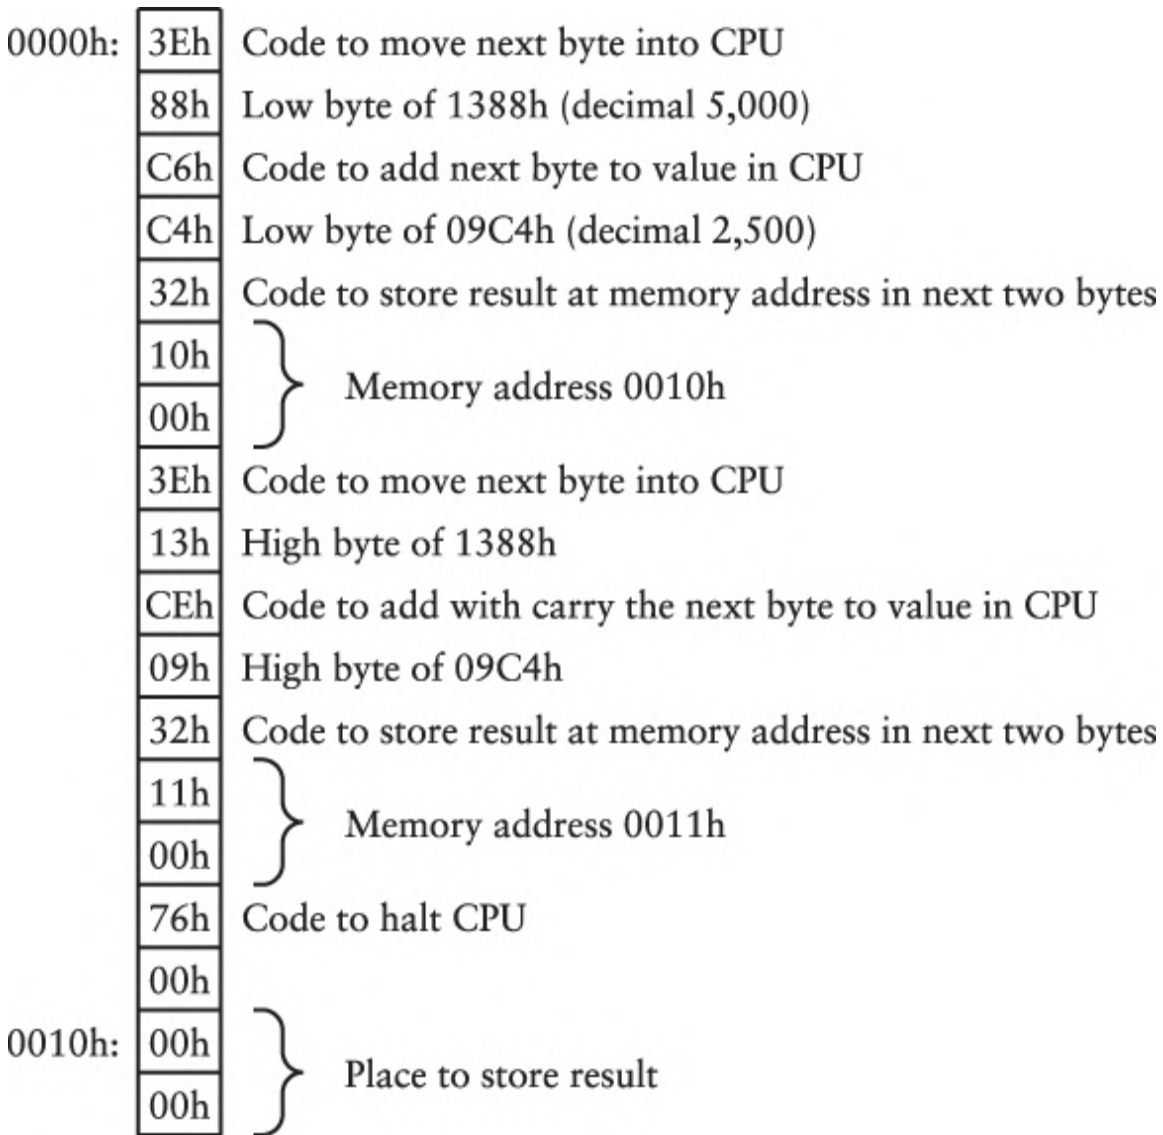 0000h: 3Eh Code to move next byte into CPU
88h Low byte of 1388h (decimal 5,000)
C6h Code to add next byte to value in CPU
C4h Low byte of 09C4h (decimal 2,500)
32h Code to store result at memory address in next two bytes
10h
Memory address 0010h
00h
3Eh Code to move next byte into CPU
13h High byte of 1388h
CEh Code to add with carry the next byte to value in CPU
09h High byte of 09C4h
32h Code to store result at memory address in next two bytes
11h
Memory address 0011h
00h
76h Code to halt CPU
00h
0010h: 00h
Place to store result
00h